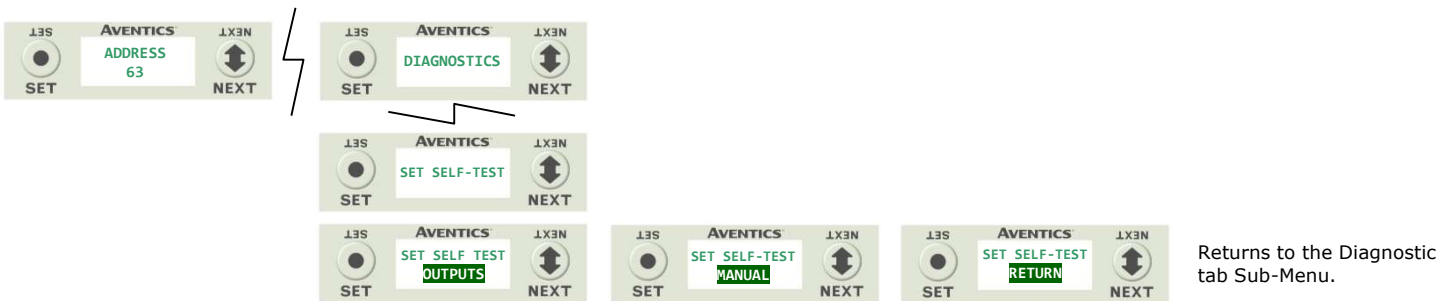 SET AVENTICS NEXT
ADDRESS
63
SET NEXT
SET AVENTICS NEXT
DIAGNOSTICS
SET NEXT
SET AVENTICS NEXT
SET SELF-TEST
SET NEXT
SET AVENTICS NEXT
SET SELF TEST
OUTPUTS
SET NEXT
SET AVENTICS NEXT
SET SELF-TEST
MANUAL
SET NEXT
SET AVENTICS NEXT
SET SELF-TEST
RETURN
SET NEXT
Returns to the Diagnostic
tab Sub-Menu.